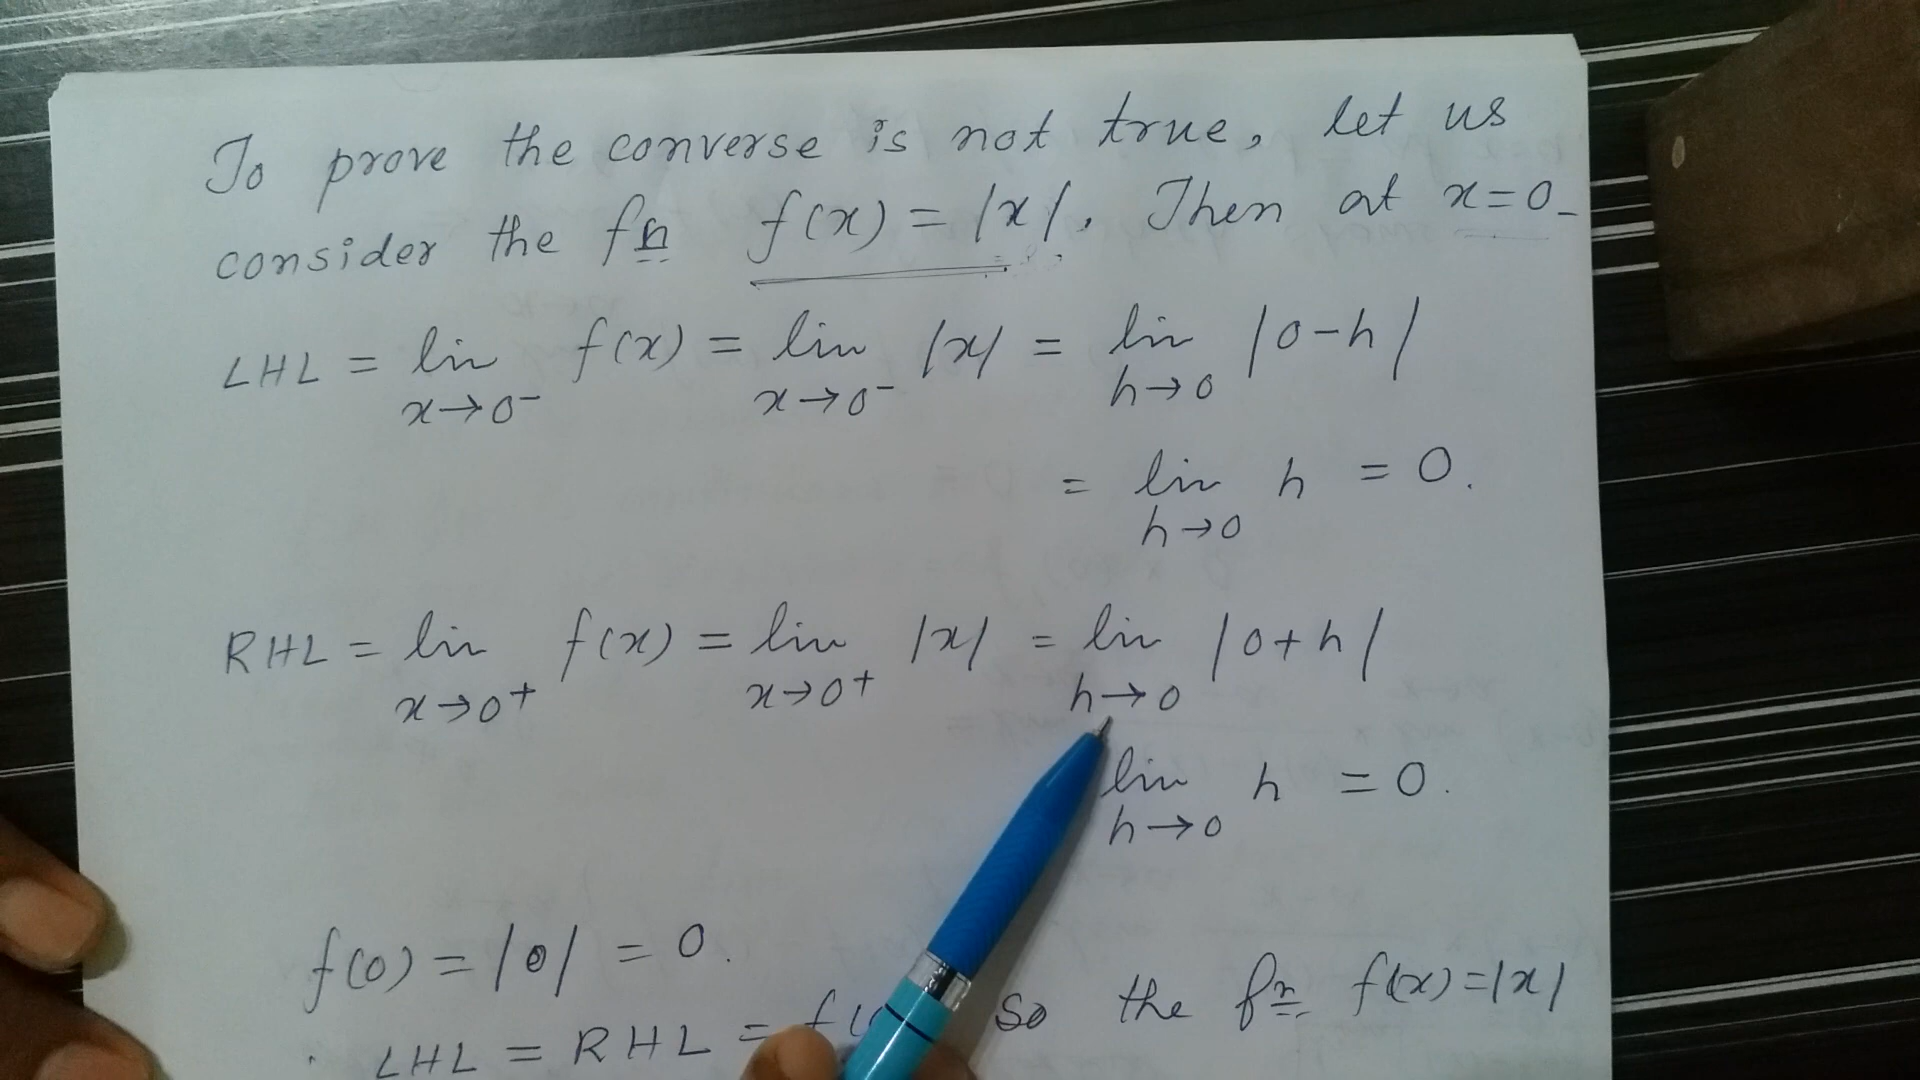 To prove the converse is not true, let us
consider the fn f(x) = |x|. Then at x=0_
LHL = lim f(x) = lim |x| = lim |0-h|
x→0⁻ x→0⁻ h→0
= lim h = 0.
h→0
RHL = lim f(x) = lim |x| = lim |0+h|
x→0⁺ x→0⁺ h→0
lim h = 0.
h→0
f(0) = |0| = 0.
LHL = RHL = So the fn f(x)=|x|